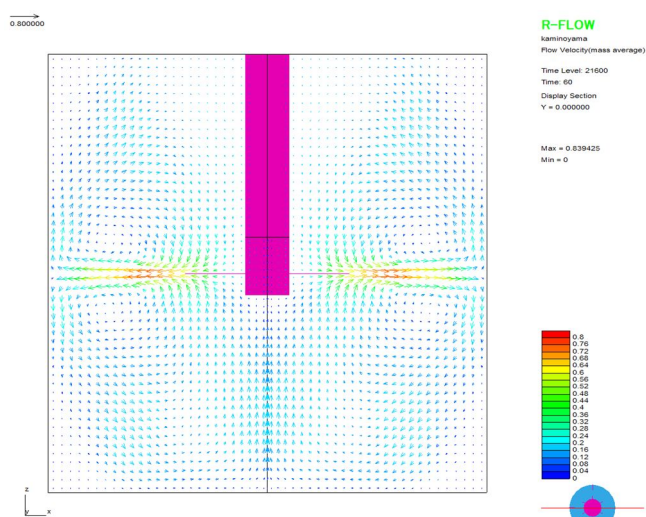 0.800000
R-FLOW
kaminoyama
Flow Velocity(mass average)
Time Level: 21600
Time: 60
Display Section
Y = 0.000000
Max = 0.839425
Min = 0
0.8
0.76
0.72
0.68
0.64
0.6
0.56
0.52
0.48
0.44
0.4
0.36
0.32
0.28
0.24
0.2
0.16
0.12
0.08
0.04
0
z
y x